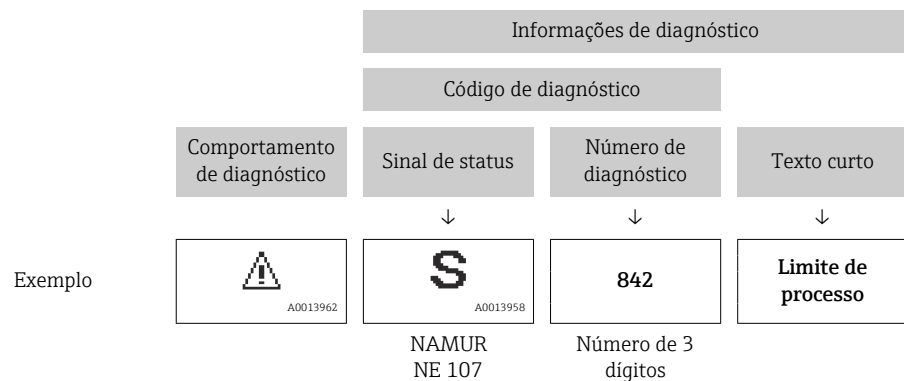 Informações de diagnóstico
Código de diagnóstico
Comportamento
de diagnóstico
Sinal de status
Número de
diagnóstico
Texto curto
↓ ↓ ↓
Exemplo
A0013962
S
A0013958
842
Limite de
processo
NAMUR
NE 107
Número de 3
dígitos